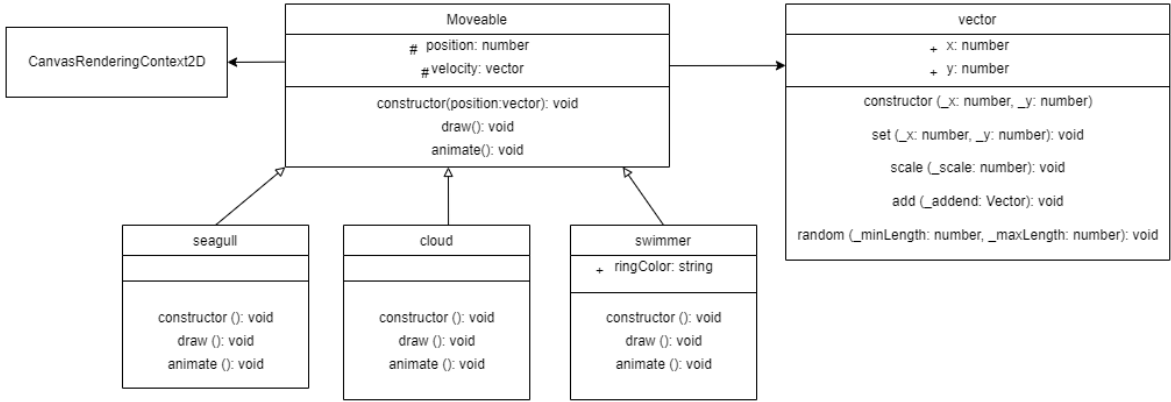 CanvasRenderingContext2D
Moveable
# position: number
# velocity: vector
constructor(position:vector): void
draw(): void
animate(): void
vector
+ x: number
+ y: number
constructor (_x: number, _y: number)
set (_x: number, _y: number): void
scale (_scale: number): void
add (_addend: Vector): void
random (_minLength: number, _maxLength: number): void
seagull
constructor (): void
draw (): void
animate (): void
cloud
constructor (): void
draw (): void
animate (): void
swimmer
+ ringColor: string
constructor (): void
draw (): void
animate (): void